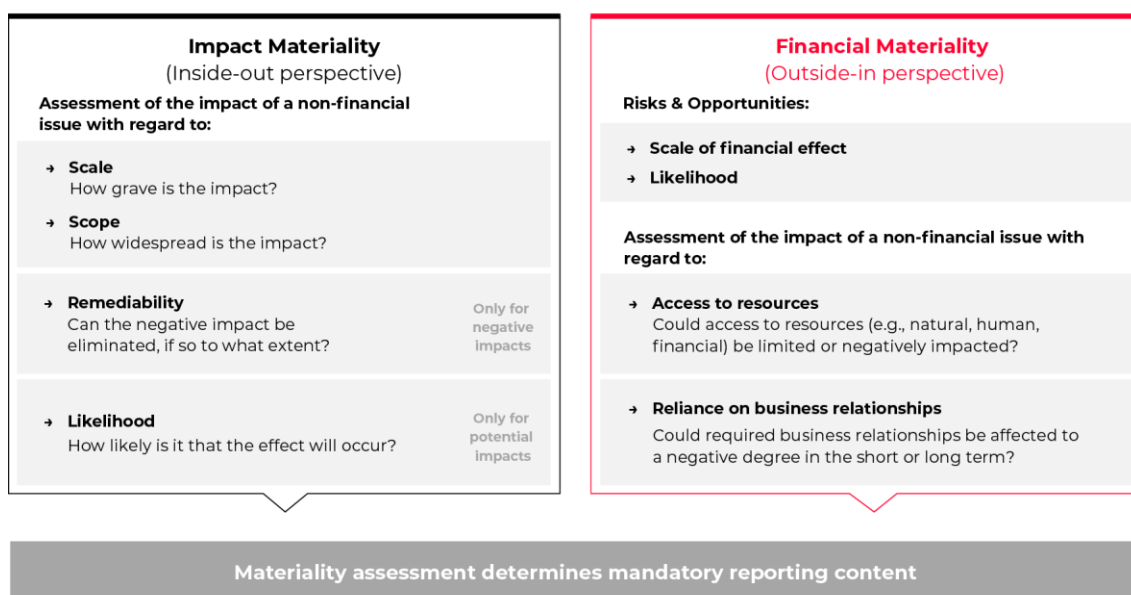 Impact Materiality
(Inside-out perspective)
Assessment of the impact of a non-financial
issue with regard to:
→ Scale
How grave is the impact?
→ Scope
How widespread is the impact?
→ Remediability
Can the negative impact be
eliminated, if so to what extent?
Only for
negative
impacts
→ Likelihood
How likely is it that the effect will occur?
Only for
potential
impacts
Financial Materiality
(Outside-in perspective)
Risks & Opportunities:
→ Scale of financial effect
→ Likelihood
Assessment of the impact of a non-financial issue with
regard to:
→ Access to resources
Could access to resources (e.g., natural, human,
financial) be limited or negatively impacted?
→ Reliance on business relationships
Could required business relationships be affected to
a negative degree in the short or long term?
Materiality assessment determines mandatory reporting content